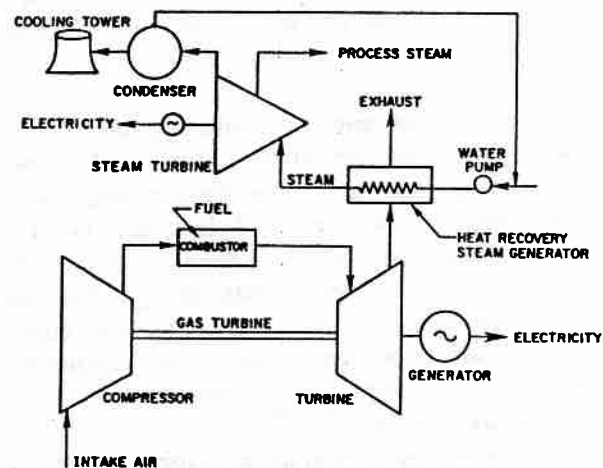 COOLING TOWER
CONDENSER
PROCESS STEAM
ELECTRICITY
~
STEAM TURBINE
EXHAUST
STEAM
WATER
PUMP
HEAT RECOVERY
STEAM GENERATOR
FUEL
COMBUSTOR
GAS TURBINE
COMPRESSOR
TURBINE
~
GENERATOR
ELECTRICITY
INTAKE AIR